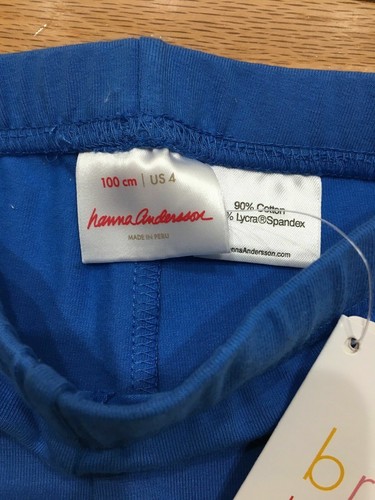 100 cm | US 4
hanna Andersson
MADE IN PERU
90% Cotton
% Lycra®Spandex
nnaAndersson.com
b